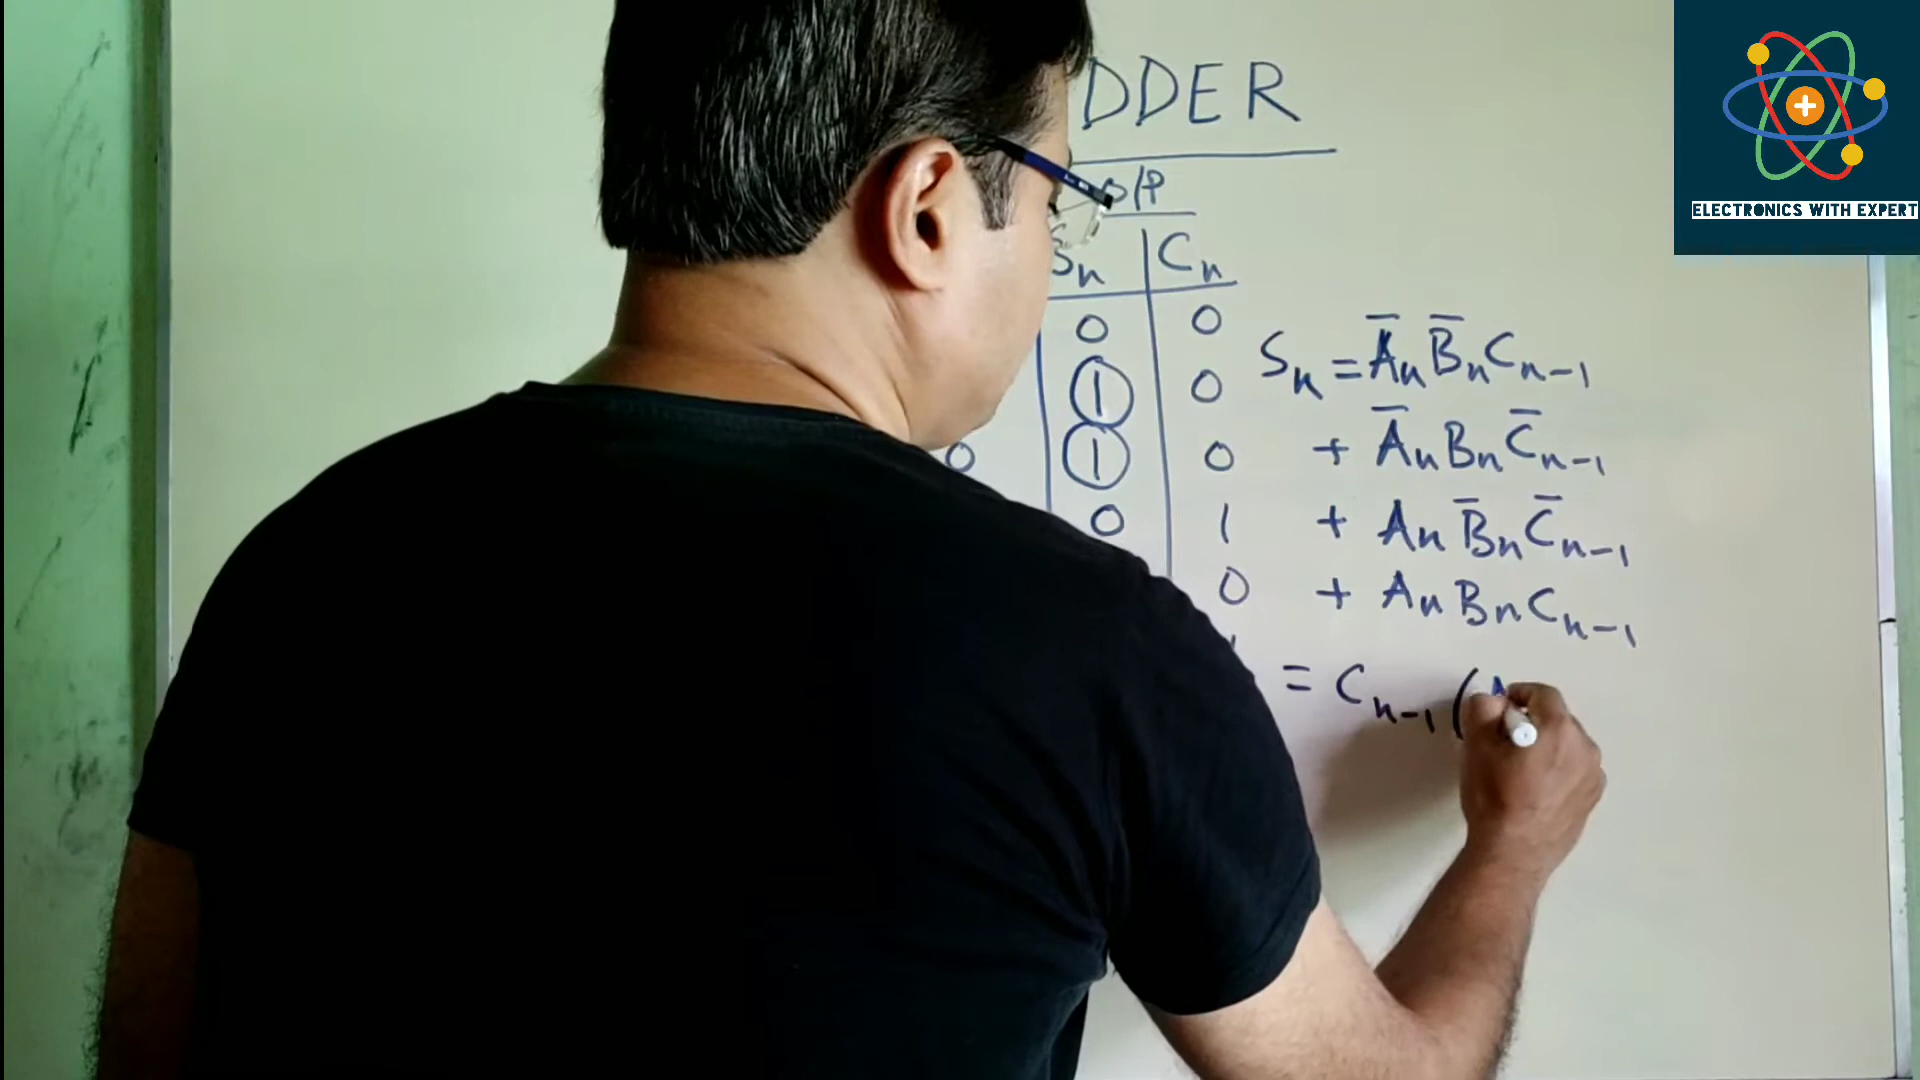 DDER
ELECTRONICS WITH EXPERT
O/P
Sn Cn
0 0
1 0
0 1 0
0 1
0
Sn = A̅n B̅n Cn-1
+ A̅n Bn C̅n-1
+ An B̅n C̅n-1
+ An Bn Cn-1
= Cn-1 (